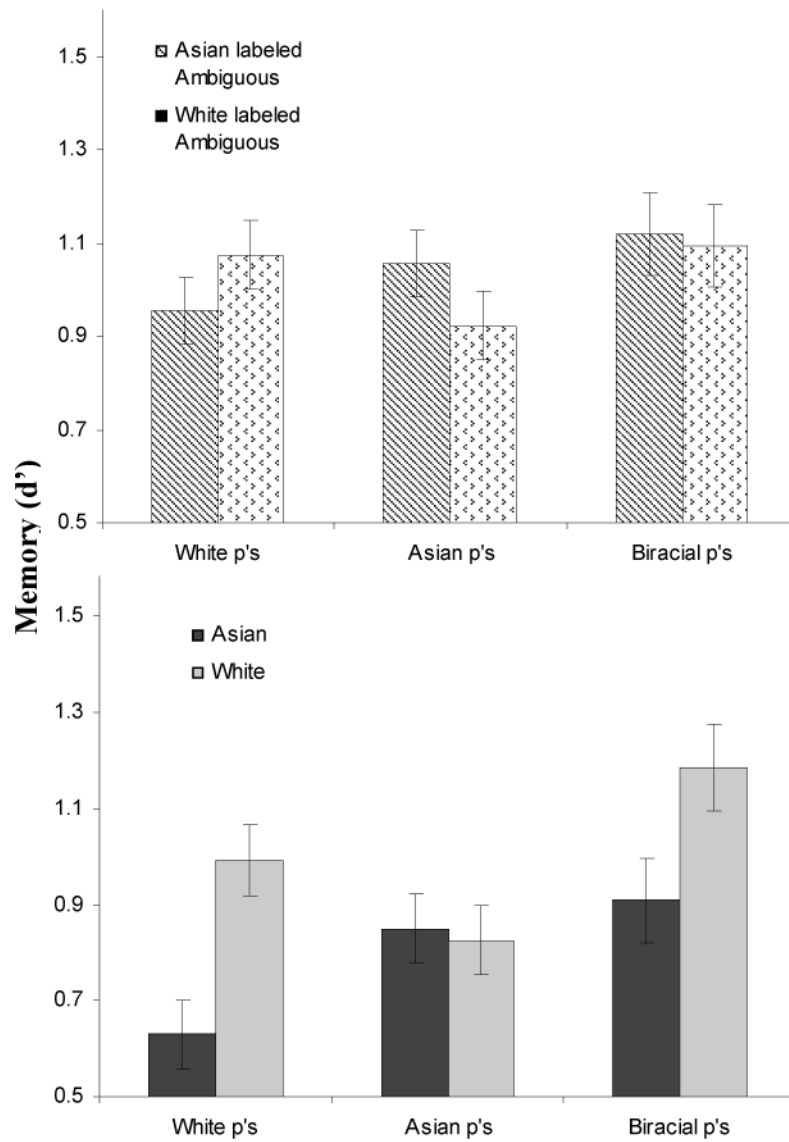 1.5
Asian labeled
Ambiguous
White labeled
Ambiguous
1.3
1.1
0.9
0.7
0.5
White p's
Asian p's
Biracial p's
Memory (d’)
1.5
Asian
White
1.3
1.1
0.9
0.7
0.5
White p's
Asian p's
Biracial p's